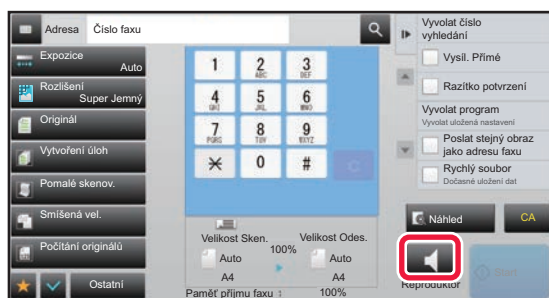 Adresa
Číslo faxu
Expozice
Auto
Rozlišení
Super Jemný
Originál
Vytvoření úloh
Pomalé skenov.
Smíšená vel.
Počítání originálů
Ostatní
1 2 3
ABC DEF
4 5 6
GHI JKL MNO
7 8 9
PQRS TUV WXYZ
0 #
C
Velikost Sken. 100% Velikost Odes.
Auto Auto
A4 A4
Paměť příjmu faxu : 100%
Vyvolat číslo
vyhledání
Vysíl. Přímé
Razítko potvrzení
Vyvolat program
Vyvolat uložená nastavení
Poslat stejný obraz
jako adresu faxu
Rychlý soubor
Dočasné uložení dat
Náhled
CA
Reproduktor
Start